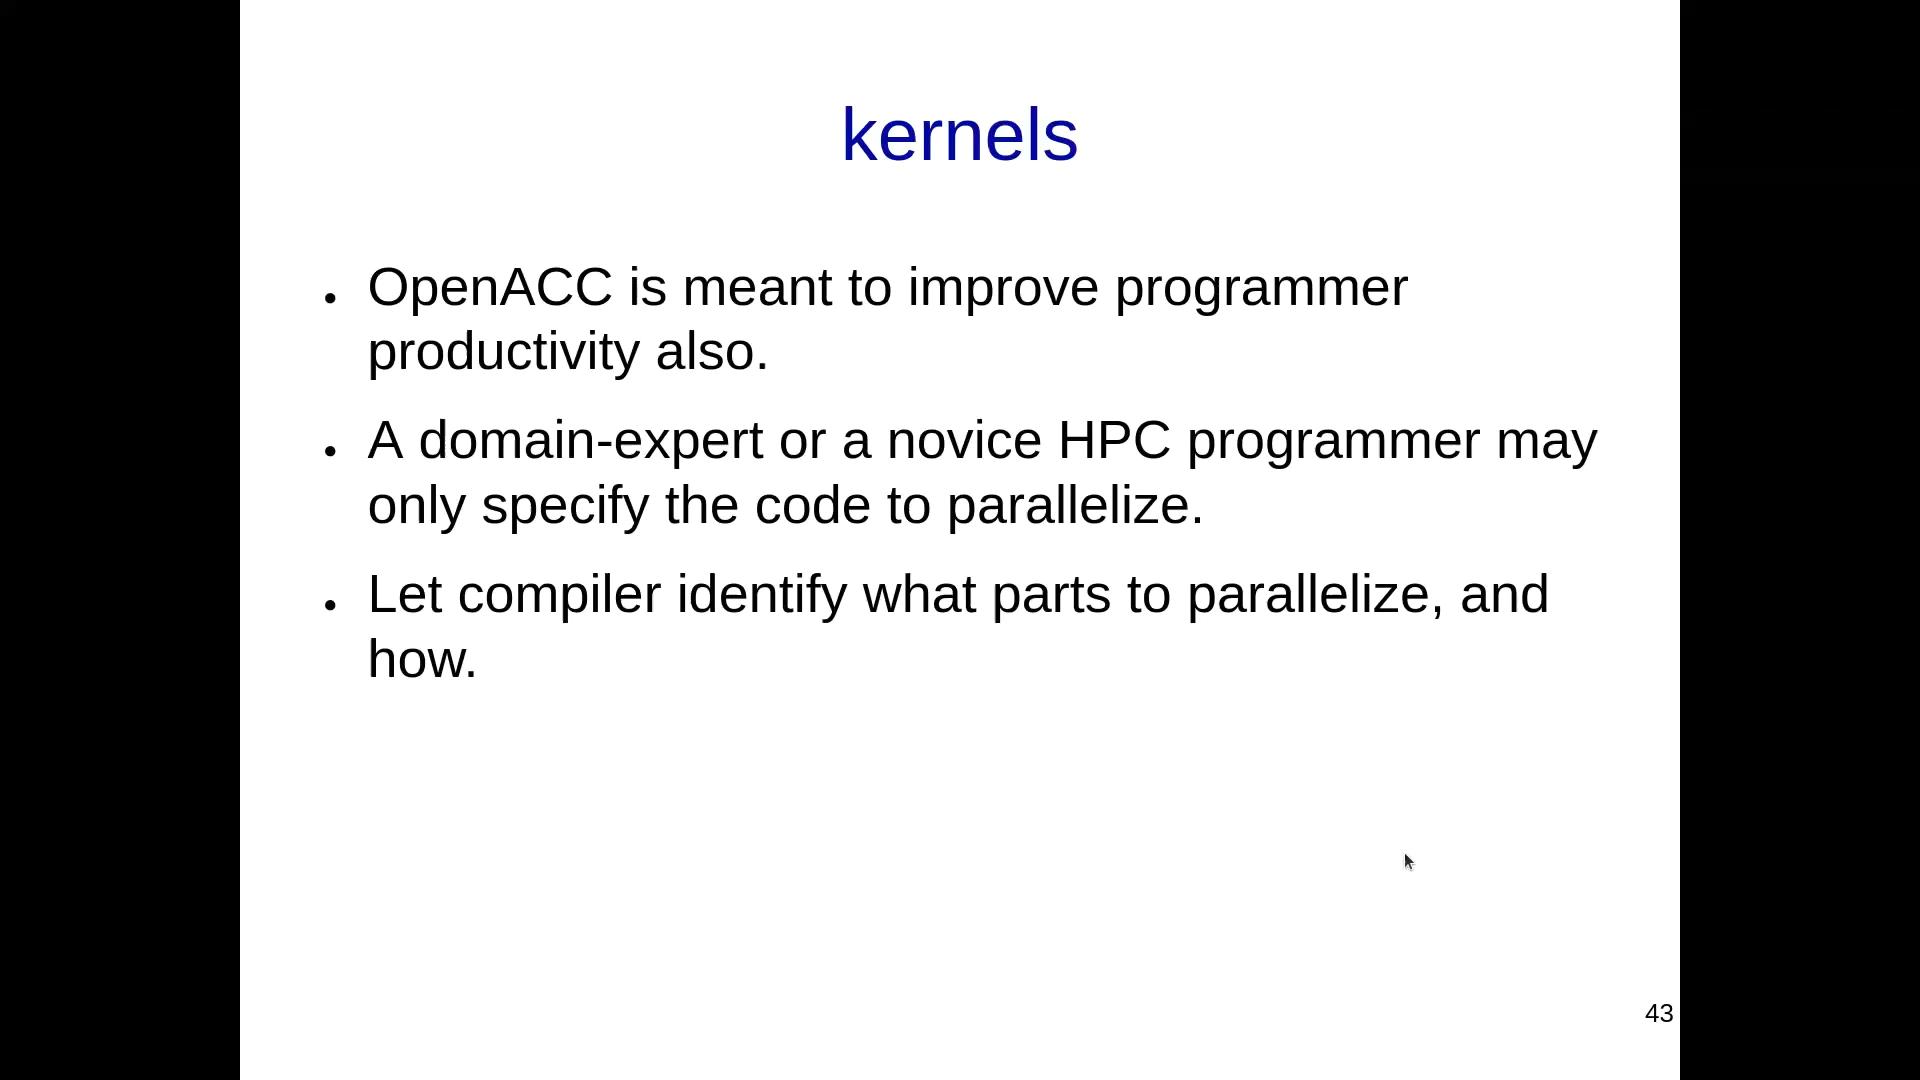 kernels
• OpenACC is meant to improve programmer
productivity also.
• A domain-expert or a novice HPC programmer may
only specify the code to parallelize.
• Let compiler identify what parts to parallelize, and
how.
43